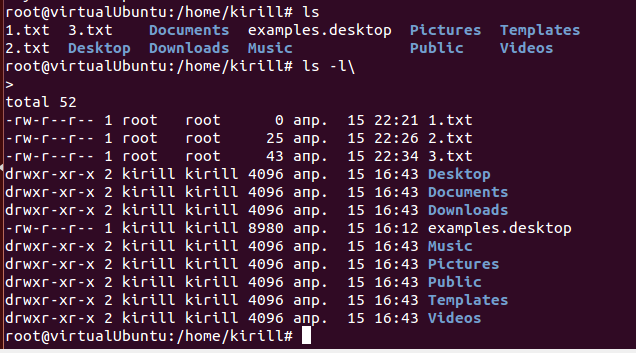 root@virtualUbuntu:/home/kirill# ls
1.txt  3.txt    Documents  examples.desktop  Pictures  Templates
2.txt  Desktop  Downloads  Music             Public    Videos
root@virtualUbuntu:/home/kirill# ls -l\
>
total 52
-rw-r--r-- 1 root   root      0 апр.  15 22:21 1.txt
-rw-r--r-- 1 root   root     25 апр.  15 22:26 2.txt
-rw-r--r-- 1 root   root     43 апр.  15 22:34 3.txt
drwxr-xr-x 2 kirill kirill 4096 апр.  15 16:43 Desktop
drwxr-xr-x 2 kirill kirill 4096 апр.  15 16:43 Documents
drwxr-xr-x 2 kirill kirill 4096 апр.  15 16:43 Downloads
-rw-r--r-- 1 kirill kirill 8980 апр.  15 16:12 examples.desktop
drwxr-xr-x 2 kirill kirill 4096 апр.  15 16:43 Music
drwxr-xr-x 2 kirill kirill 4096 апр.  15 16:43 Pictures
drwxr-xr-x 2 kirill kirill 4096 апр.  15 16:43 Public
drwxr-xr-x 2 kirill kirill 4096 апр.  15 16:43 Templates
drwxr-xr-x 2 kirill kirill 4096 апр.  15 16:43 Videos
root@virtualUbuntu:/home/kirill#